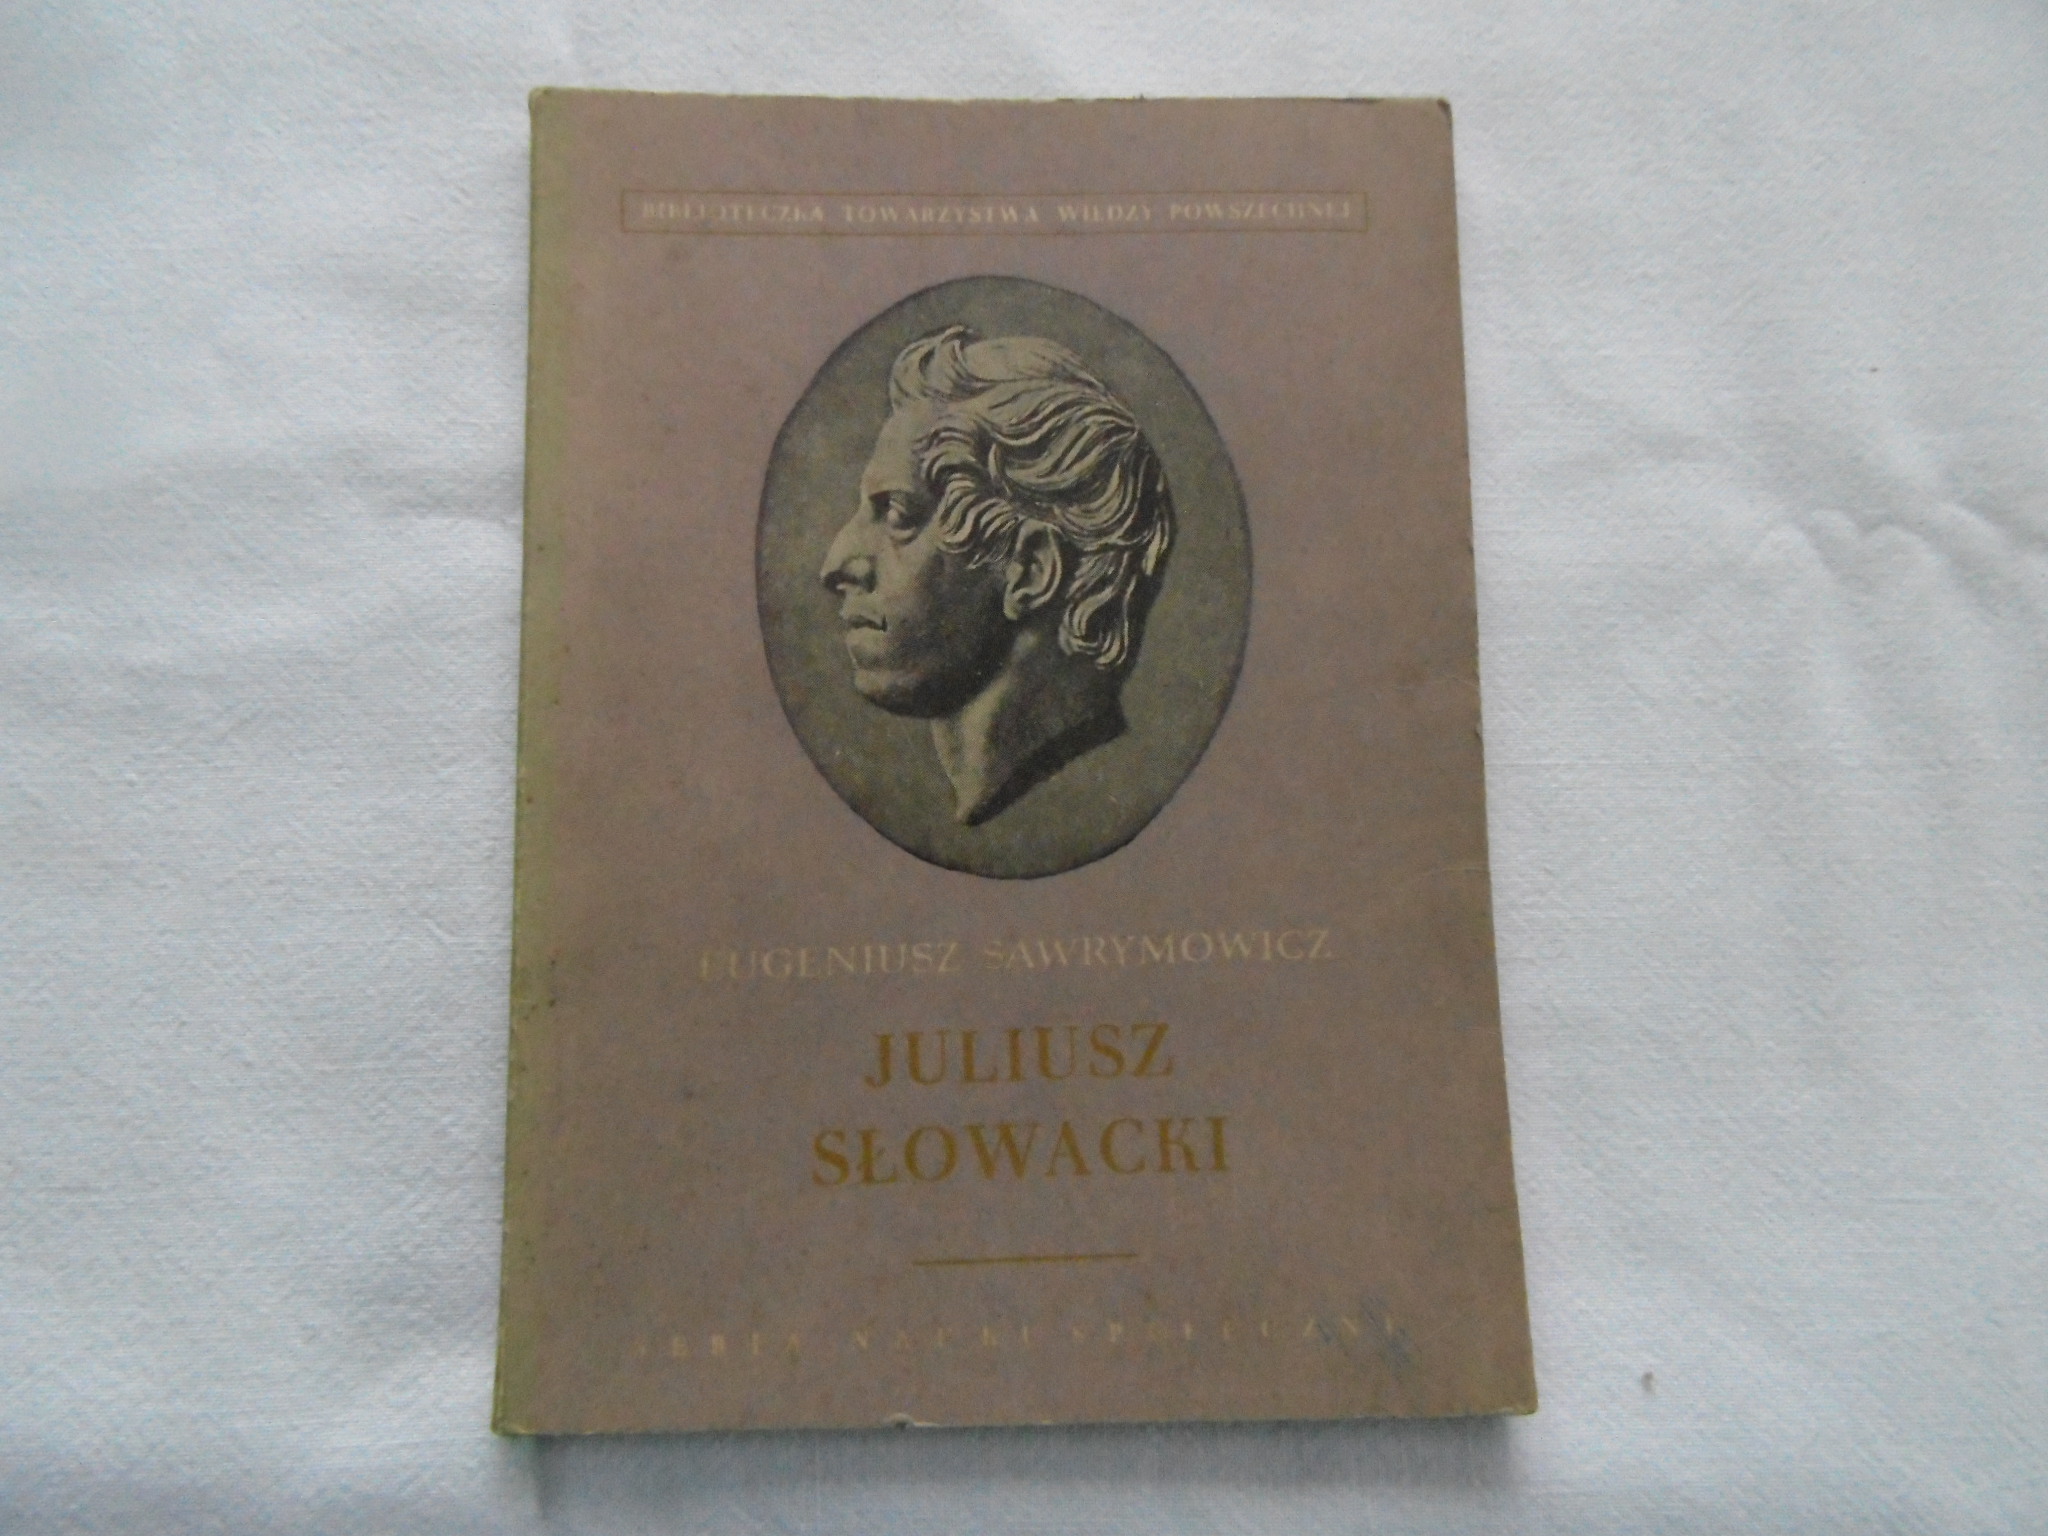 BIBLIOTECZKA TOWARZYSTWA WIEDZY POWSZECHNEJ
EUGENIUSZ SAWRYMOWICZ
JULIUSZ
SŁOWACKI
SERIA NAUKI SPOŁECZNE